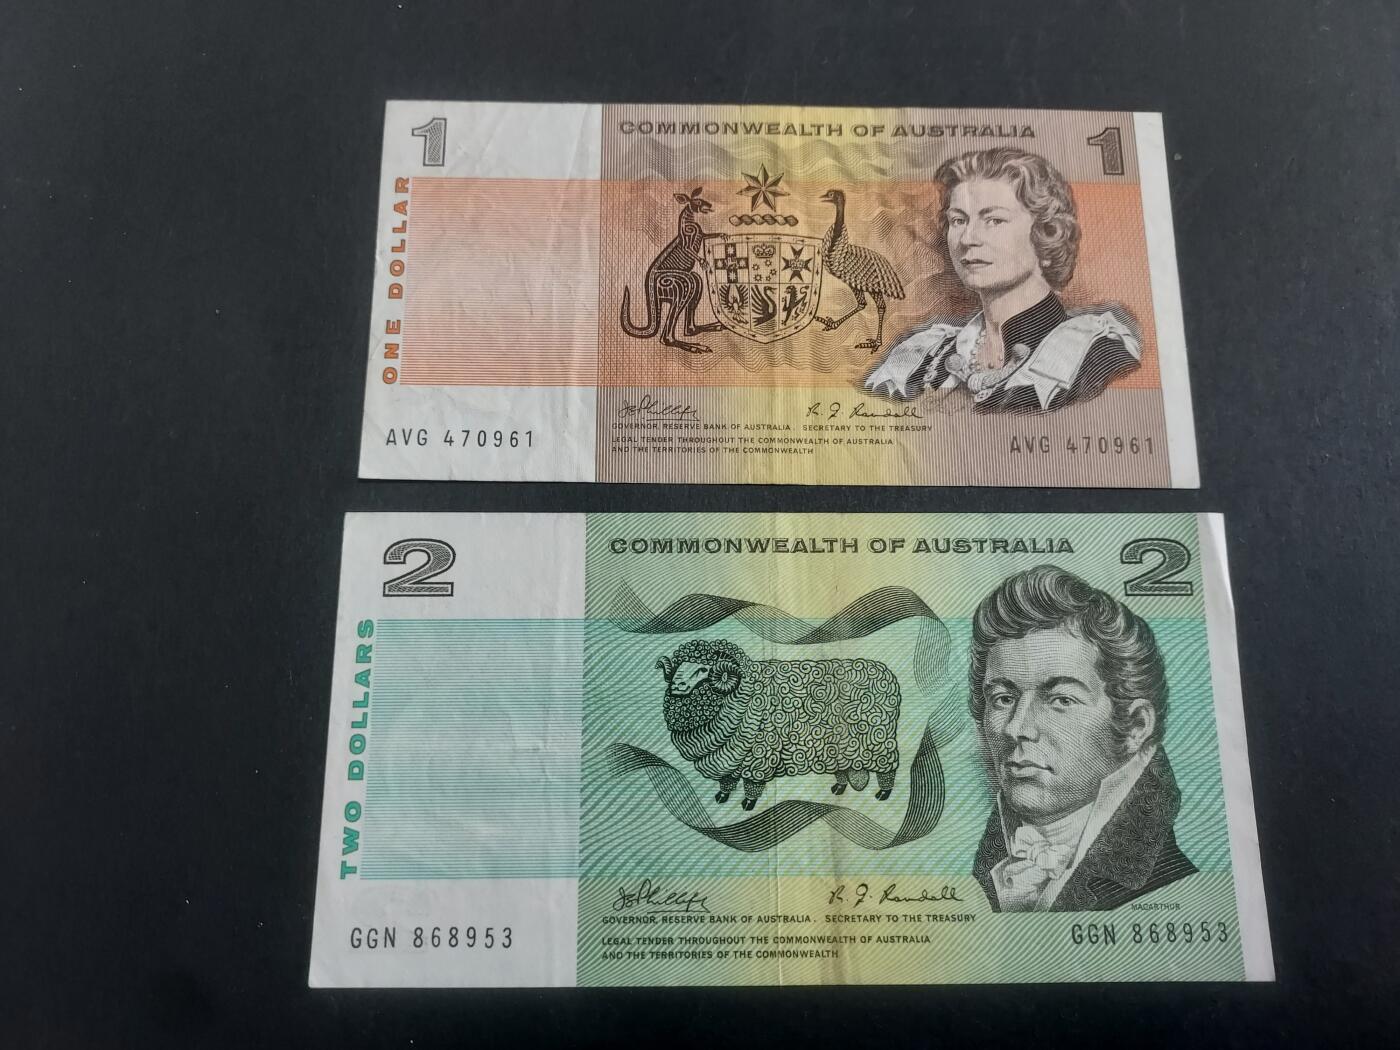 1
COMMONWEALTH OF AUSTRALIA
1
ONE DOLLAR
R. J. Randall
GOVERNOR, RESERVE BANK OF AUSTRALIA. SECRETARY TO THE TREASURY
LEGAL TENDER THROUGHOUT THE COMMONWEALTH OF AUSTRALIA
AND THE TERRITORIES OF THE COMMONWEALTH
AVG 470961
AVG 470961
2
COMMONWEALTH OF AUSTRALIA
2
TWO DOLLARS
R. J. Randall
GOVERNOR, RESERVE BANK OF AUSTRALIA. SECRETARY TO THE TREASURY
LEGAL TENDER THROUGHOUT THE COMMONWEALTH OF AUSTRALIA
AND THE TERRITORIES OF THE COMMONWEALTH
MACARTHUR
GGN 868953
GGN 868953